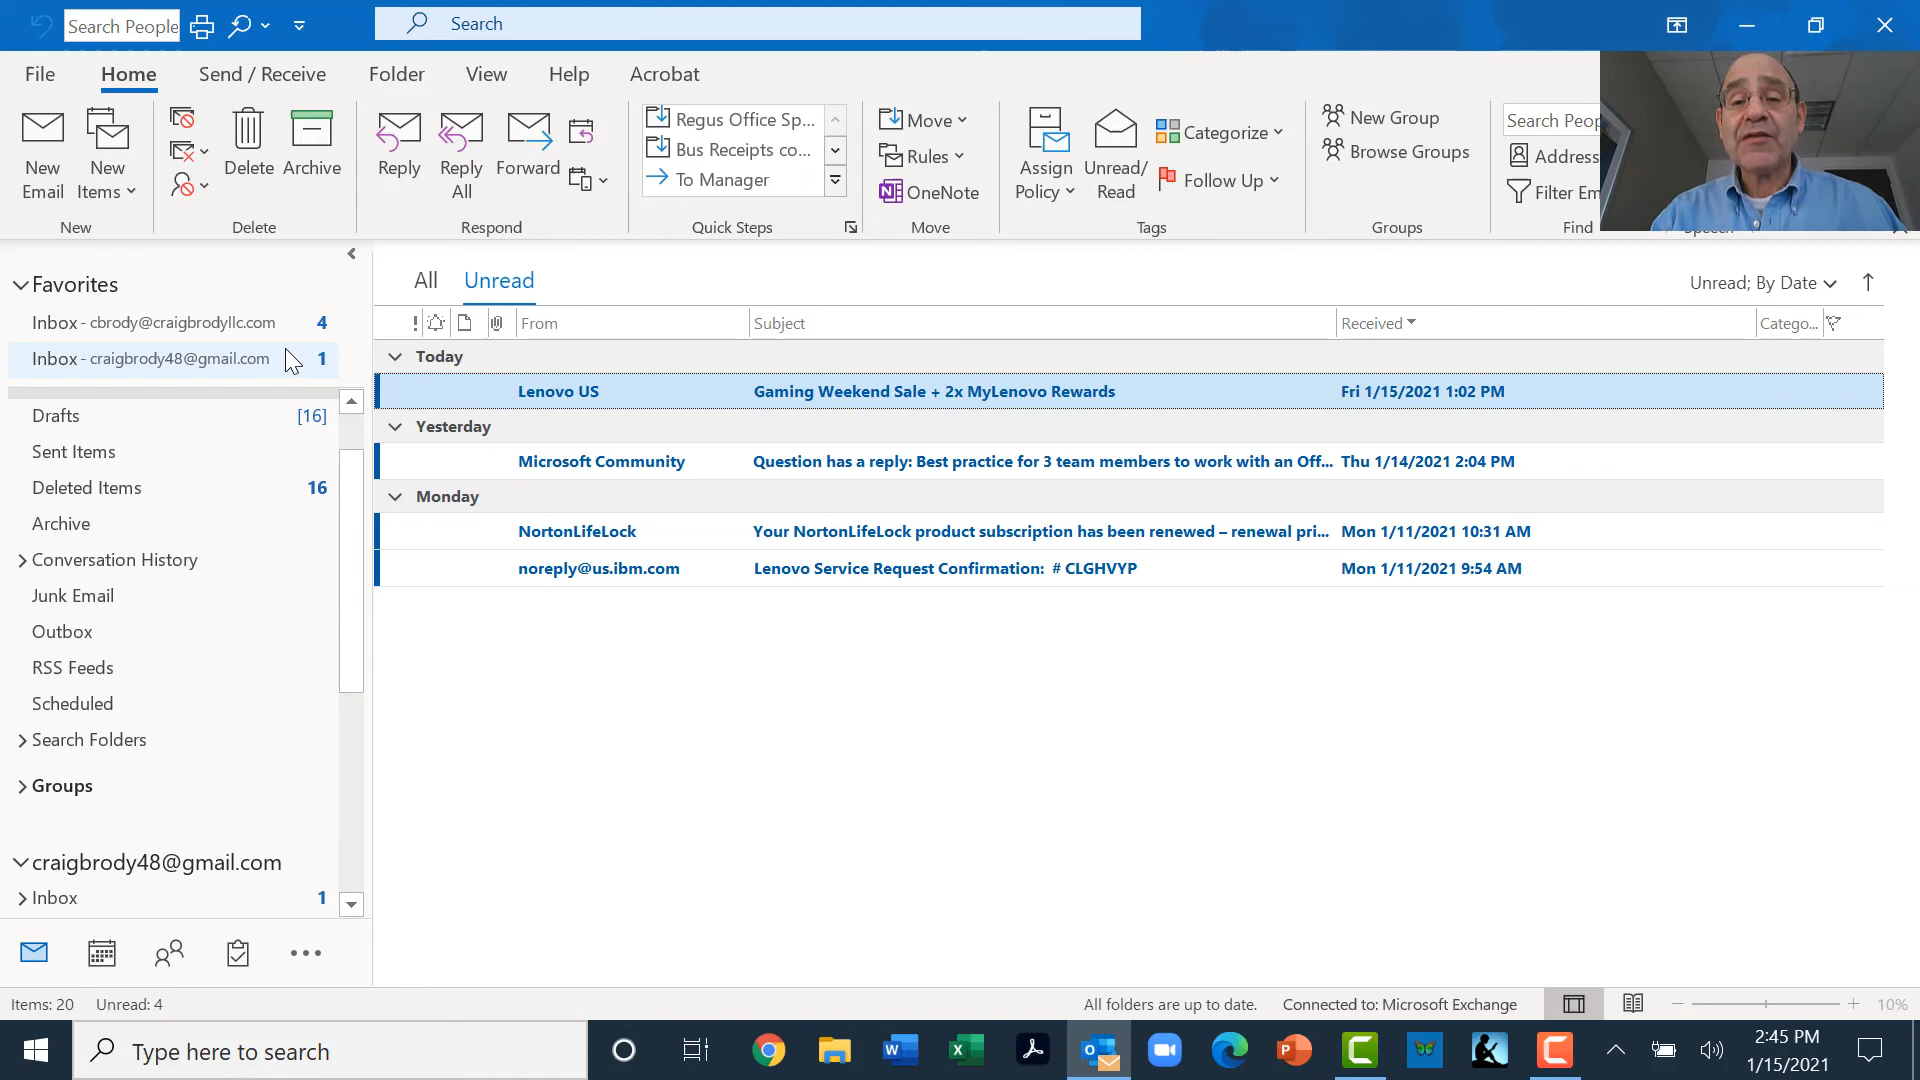 Search People
Search
File
Home
Send / Receive
Folder
View
Help
Acrobat
New
Email
New
Items
New
Delete
Archive
Delete
Reply
Reply
All
Forward
Respond
Regus Office Sp...
Bus Receipts co...
To Manager
Quick Steps
Move
Rules
OneNote
Move
Assign
Policy
Unread/
Read
Categorize
Follow Up
Tags
New Group
Browse Groups
Groups
Search Peop
Address
Filter Em
Find
Favorites
Inbox - cbrody@craigbrodyllc.com 4
Inbox - craigbrody48@gmail.com 1
Drafts [16]
Sent Items
Deleted Items 16
Archive
Conversation History
Junk Email
Outbox
RSS Feeds
Scheduled
Search Folders
Groups
craigbrody48@gmail.com
Inbox 1
All Unread
Unread; By Date
! From Subject Received Catego...
Today
Lenovo US Gaming Weekend Sale + 2x MyLenovo Rewards Fri 1/15/2021 1:02 PM
Yesterday
Microsoft Community Question has a reply: Best practice for 3 team members to work with an Off... Thu 1/14/2021 2:04 PM
Monday
NortonLifeLock Your NortonLifeLock product subscription has been renewed – renewal pri... Mon 1/11/2021 10:31 AM
noreply@us.ibm.com Lenovo Service Request Confirmation: # CLGHVYP Mon 1/11/2021 9:54 AM
Items: 20 Unread: 4
All folders are up to date. Connected to: Microsoft Exchange
10%
Type here to search
2:45 PM
1/15/2021